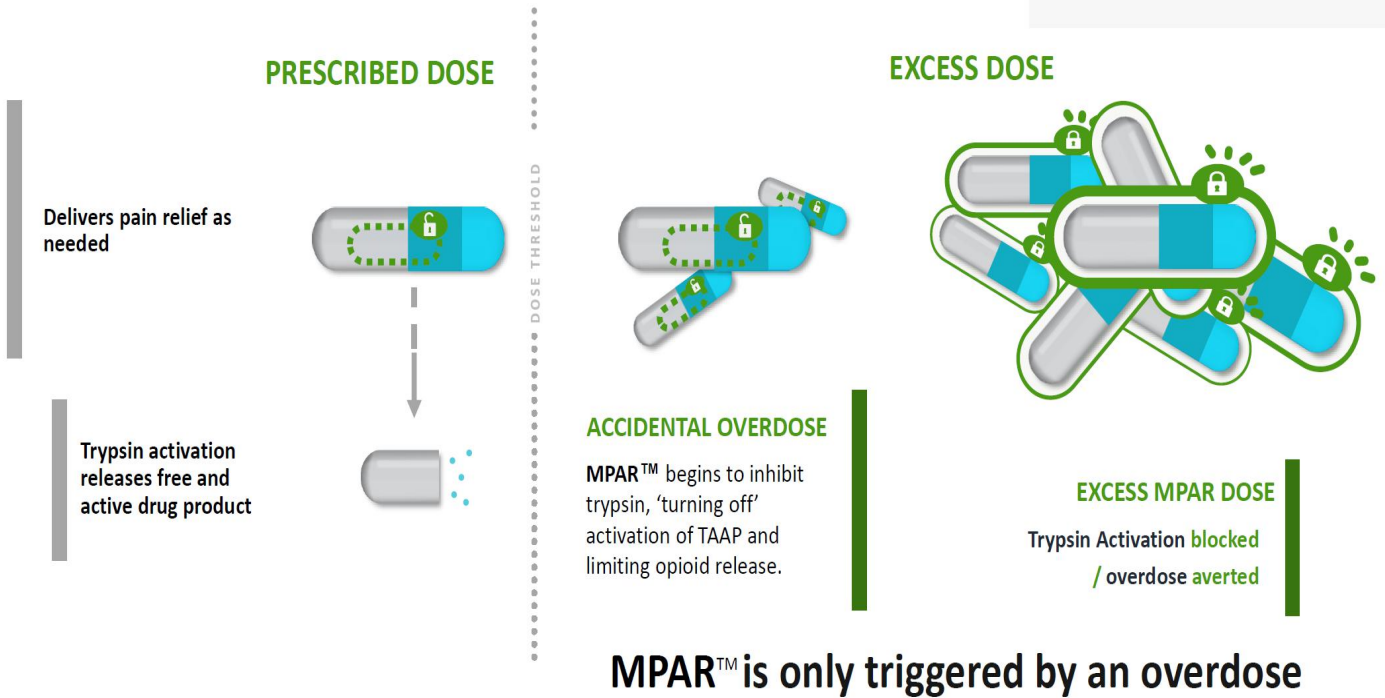 PRESCRIBED DOSE
Delivers pain relief as
needed
Trypsin activation
releases free and
active drug product
DOSE THRESHOLD
EXCESS DOSE
ACCIDENTAL OVERDOSE
MPAR™ begins to inhibit
trypsin, ‘turning off’
activation of TAAP and
limiting opioid release.
EXCESS MPAR DOSE
Trypsin Activation blocked
/ overdose averted
MPAR™ is only triggered by an overdose